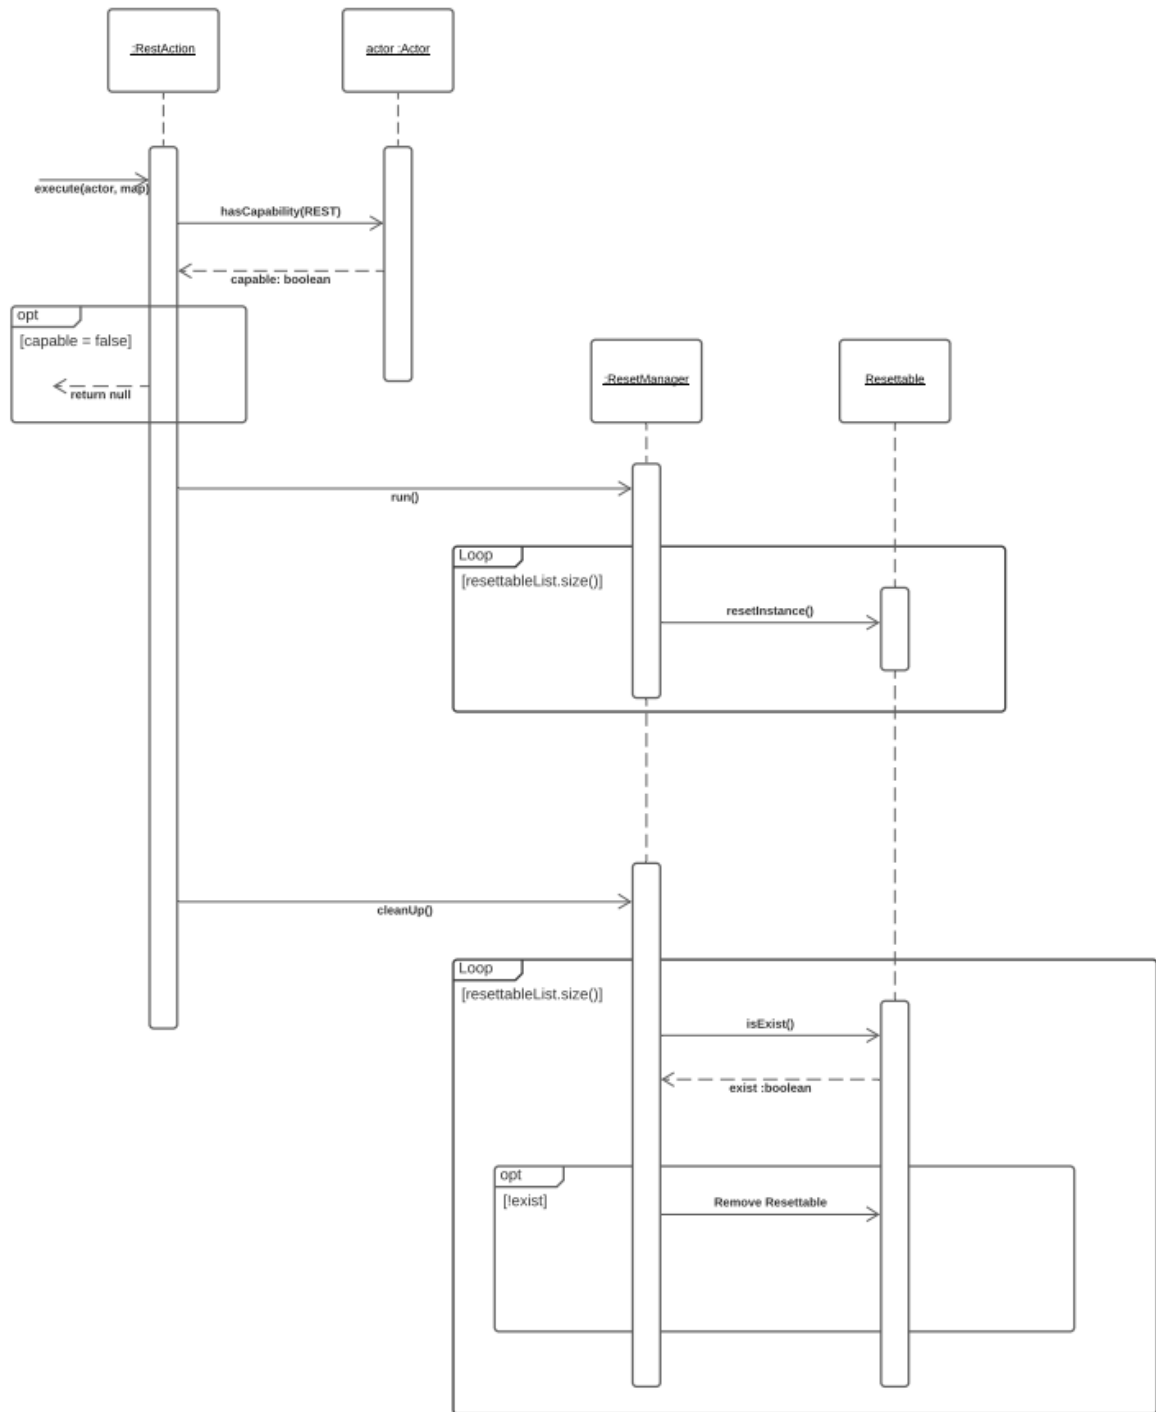 :RestAction
actor :Actor
execute(actor, map)
hasCapability(REST)
capable: boolean
opt
[capable = false]
return null
:ResetManager
Resettable
run()
Loop
[resettableList.size()]
resetInstance()
cleanUp()
Loop
[resettableList.size()]
isExist()
exist :boolean
opt
[!exist]
Remove Resettable